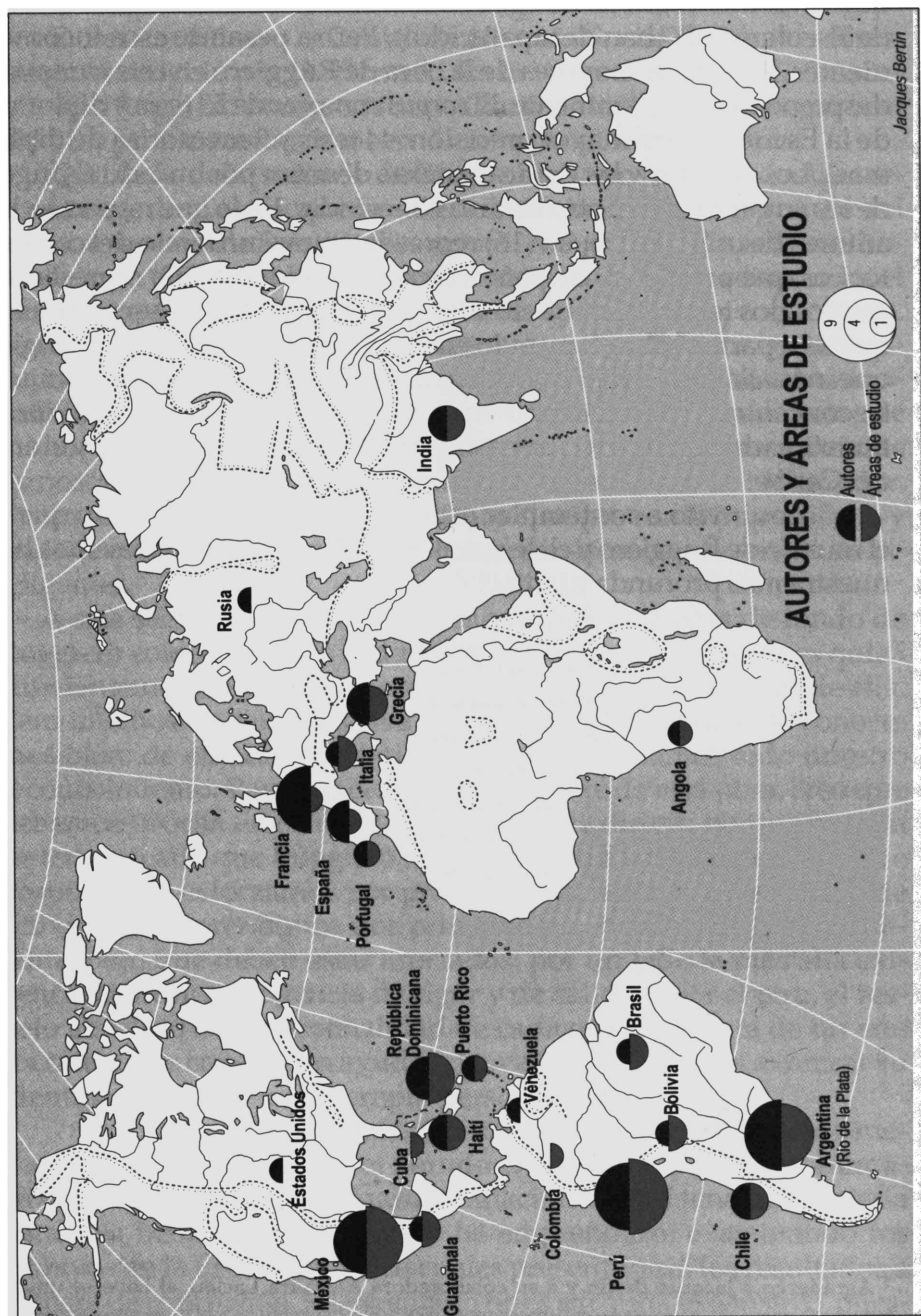 Estados Unidos
México
Guatemala
Cuba
República
Dominicana
Puerto Rico
Haití
Venezuela
Colombia
Brasil
Perú
Bolivia
Chile
Argentina
(Río de la Plata)
Francia
España
Portugal
Italia
Grecia
Rusia
India
Angola
AUTORES Y ÁREAS DE ESTUDIO
Autores
Áreas de estudio
9
4
1
Jacques Bertin